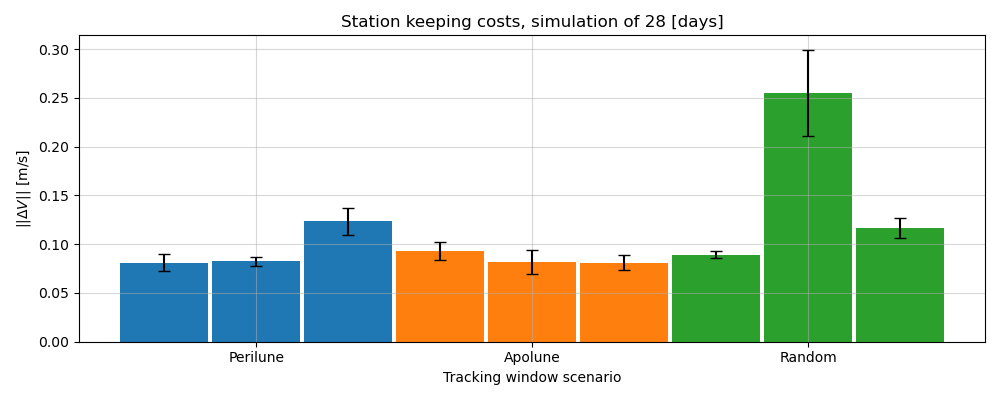 Station keeping costs, simulation of 28 [days]
||ΔV|| [m/s]
0.30
0.25
0.20
0.15
0.10
0.05
0.00
Perilune Apolune Random
Tracking window scenario